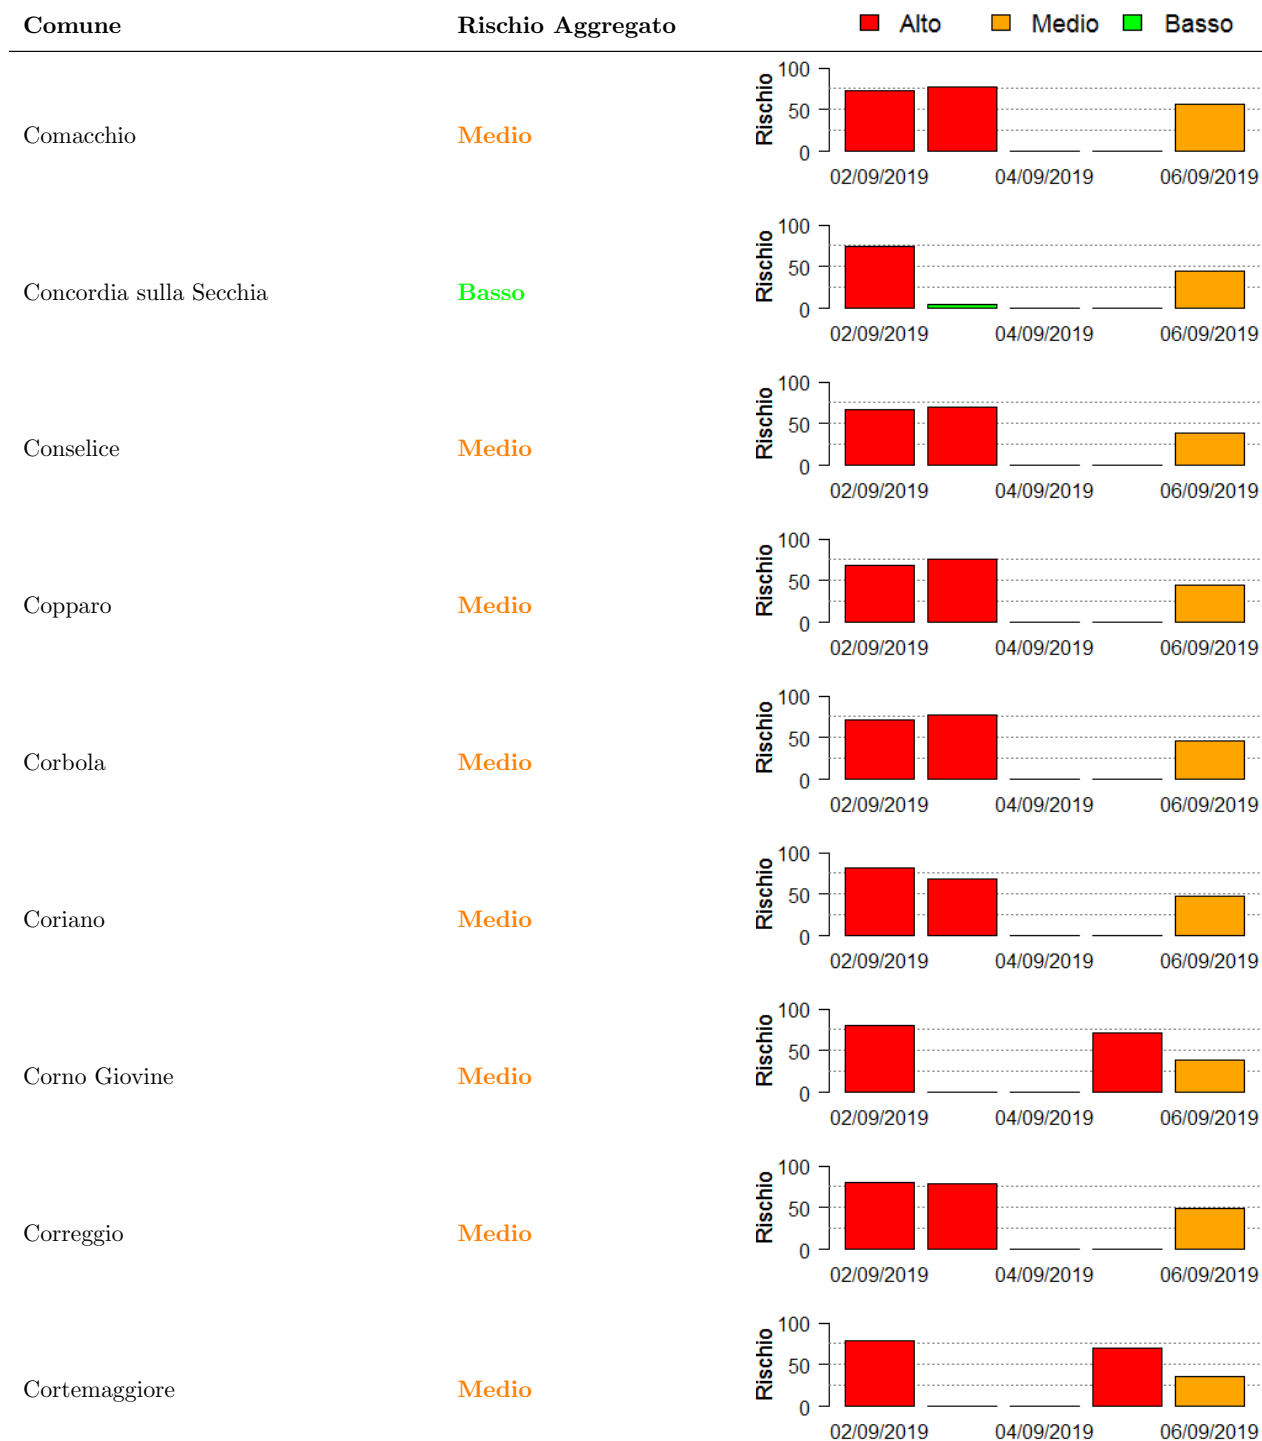 Comune Rischio Aggregato Alto Medio Basso
Comacchio Medio Rischio 100 50 0
02/09/2019 04/09/2019 06/09/2019
Concordia sulla Secchia Basso Rischio 100 50 0
02/09/2019 04/09/2019 06/09/2019
Conselice Medio Rischio 100 50 0
02/09/2019 04/09/2019 06/09/2019
Copparo Medio Rischio 100 50 0
02/09/2019 04/09/2019 06/09/2019
Corbola Medio Rischio 100 50 0
02/09/2019 04/09/2019 06/09/2019
Coriano Medio Rischio 100 50 0
02/09/2019 04/09/2019 06/09/2019
Corno Giovine Medio Rischio 100 50 0
02/09/2019 04/09/2019 06/09/2019
Correggio Medio Rischio 100 50 0
02/09/2019 04/09/2019 06/09/2019
Cortemaggiore Medio Rischio 100 50 0
02/09/2019 04/09/2019 06/09/2019